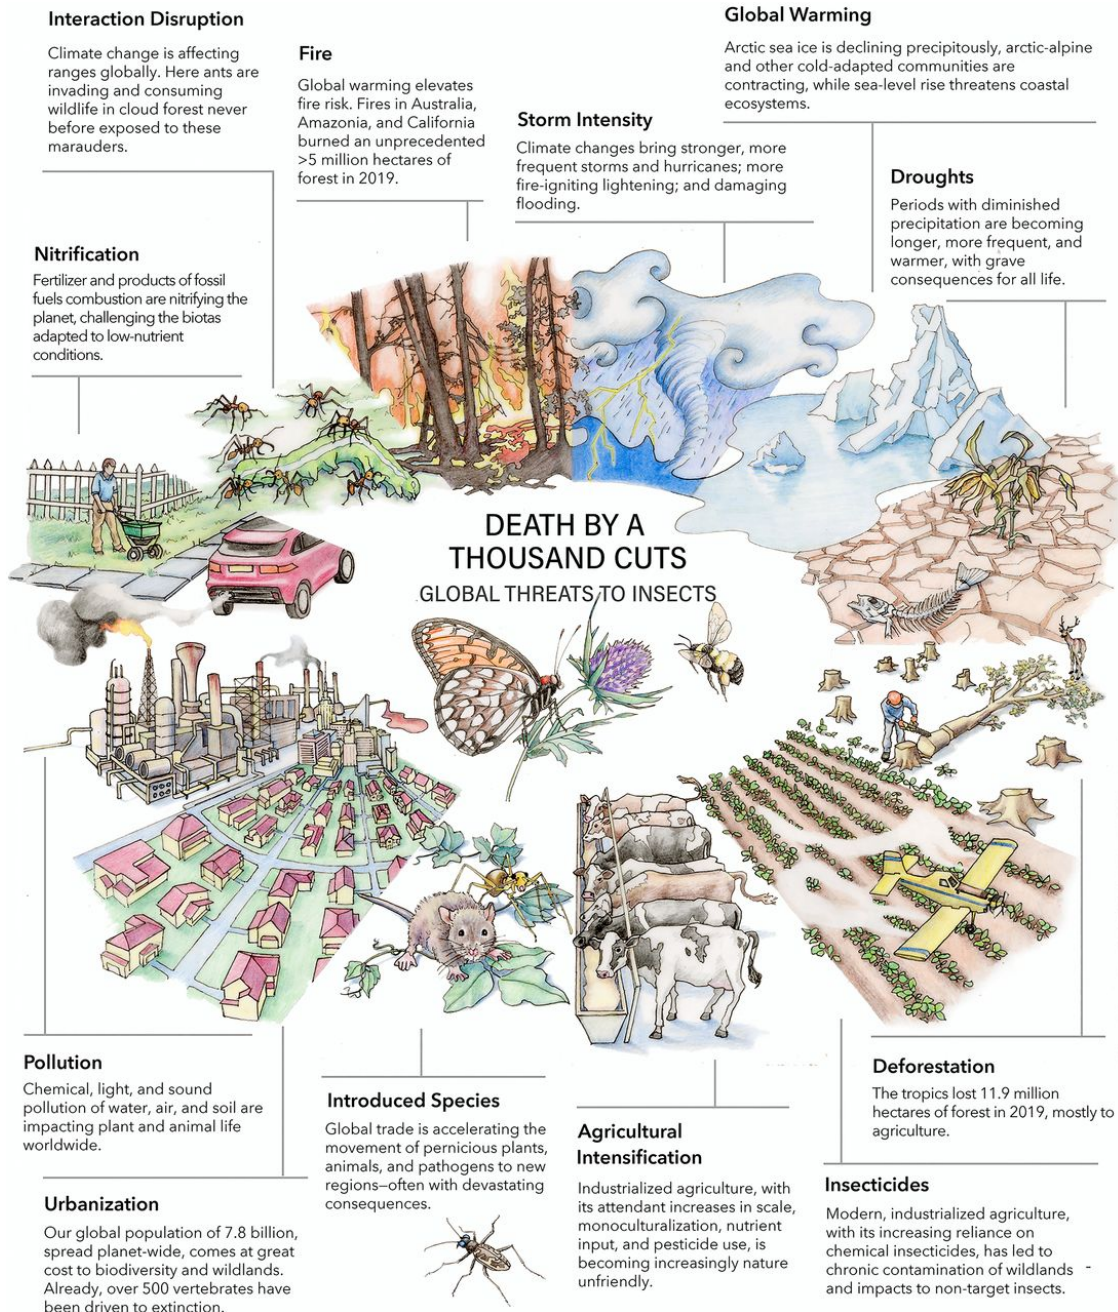 Interaction Disruption
Climate change is affecting
ranges globally. Here ants are
invading and consuming
wildlife in cloud forest never
before exposed to these
marauders.
Fire
Global warming elevates
fire risk. Fires in Australia,
Amazonia, and California
burned an unprecedented
>5 million hectares of
forest in 2019.
Storm Intensity
Climate changes bring stronger, more
frequent storms and hurricanes; more
fire-igniting lightening; and damaging
flooding.
Global Warming
Arctic sea ice is declining precipitously, arctic-alpine
and other cold-adapted communities are
contracting, while sea-level rise threatens coastal
ecosystems.
Droughts
Periods with diminished
precipitation are becoming
longer, more frequent, and
warmer, with grave
consequences for all life.
Nitrification
Fertilizer and products of fossil
fuels combustion are nitrifying the
planet, challenging the biotas
adapted to low-nutrient
conditions.
DEATH BY A
THOUSAND CUTS
GLOBAL THREATS TO INSECTS
Pollution
Chemical, light, and sound
pollution of water, air, and soil are
impacting plant and animal life
worldwide.
Urbanization
Our global population of 7.8 billion,
spread planet-wide, comes at great
cost to biodiversity and wildlands.
Already, over 500 vertebrates have
been driven to extinction.
Introduced Species
Global trade is accelerating the
movement of pernicious plants,
animals, and pathogens to new
regions—often with devastating
consequences.
Agricultural
Intensification
Industrialized agriculture, with
its attendant increases in scale,
monoculturalization, nutrient
input, and pesticide use, is
becoming increasingly nature
unfriendly.
Deforestation
The tropics lost 11.9 million
hectares of forest in 2019, mostly to
agriculture.
Insecticides
Modern, industrialized agriculture,
with its increasing reliance on
chemical insecticides, has led to
chronic contamination of wildlands
and impacts to non-target insects.